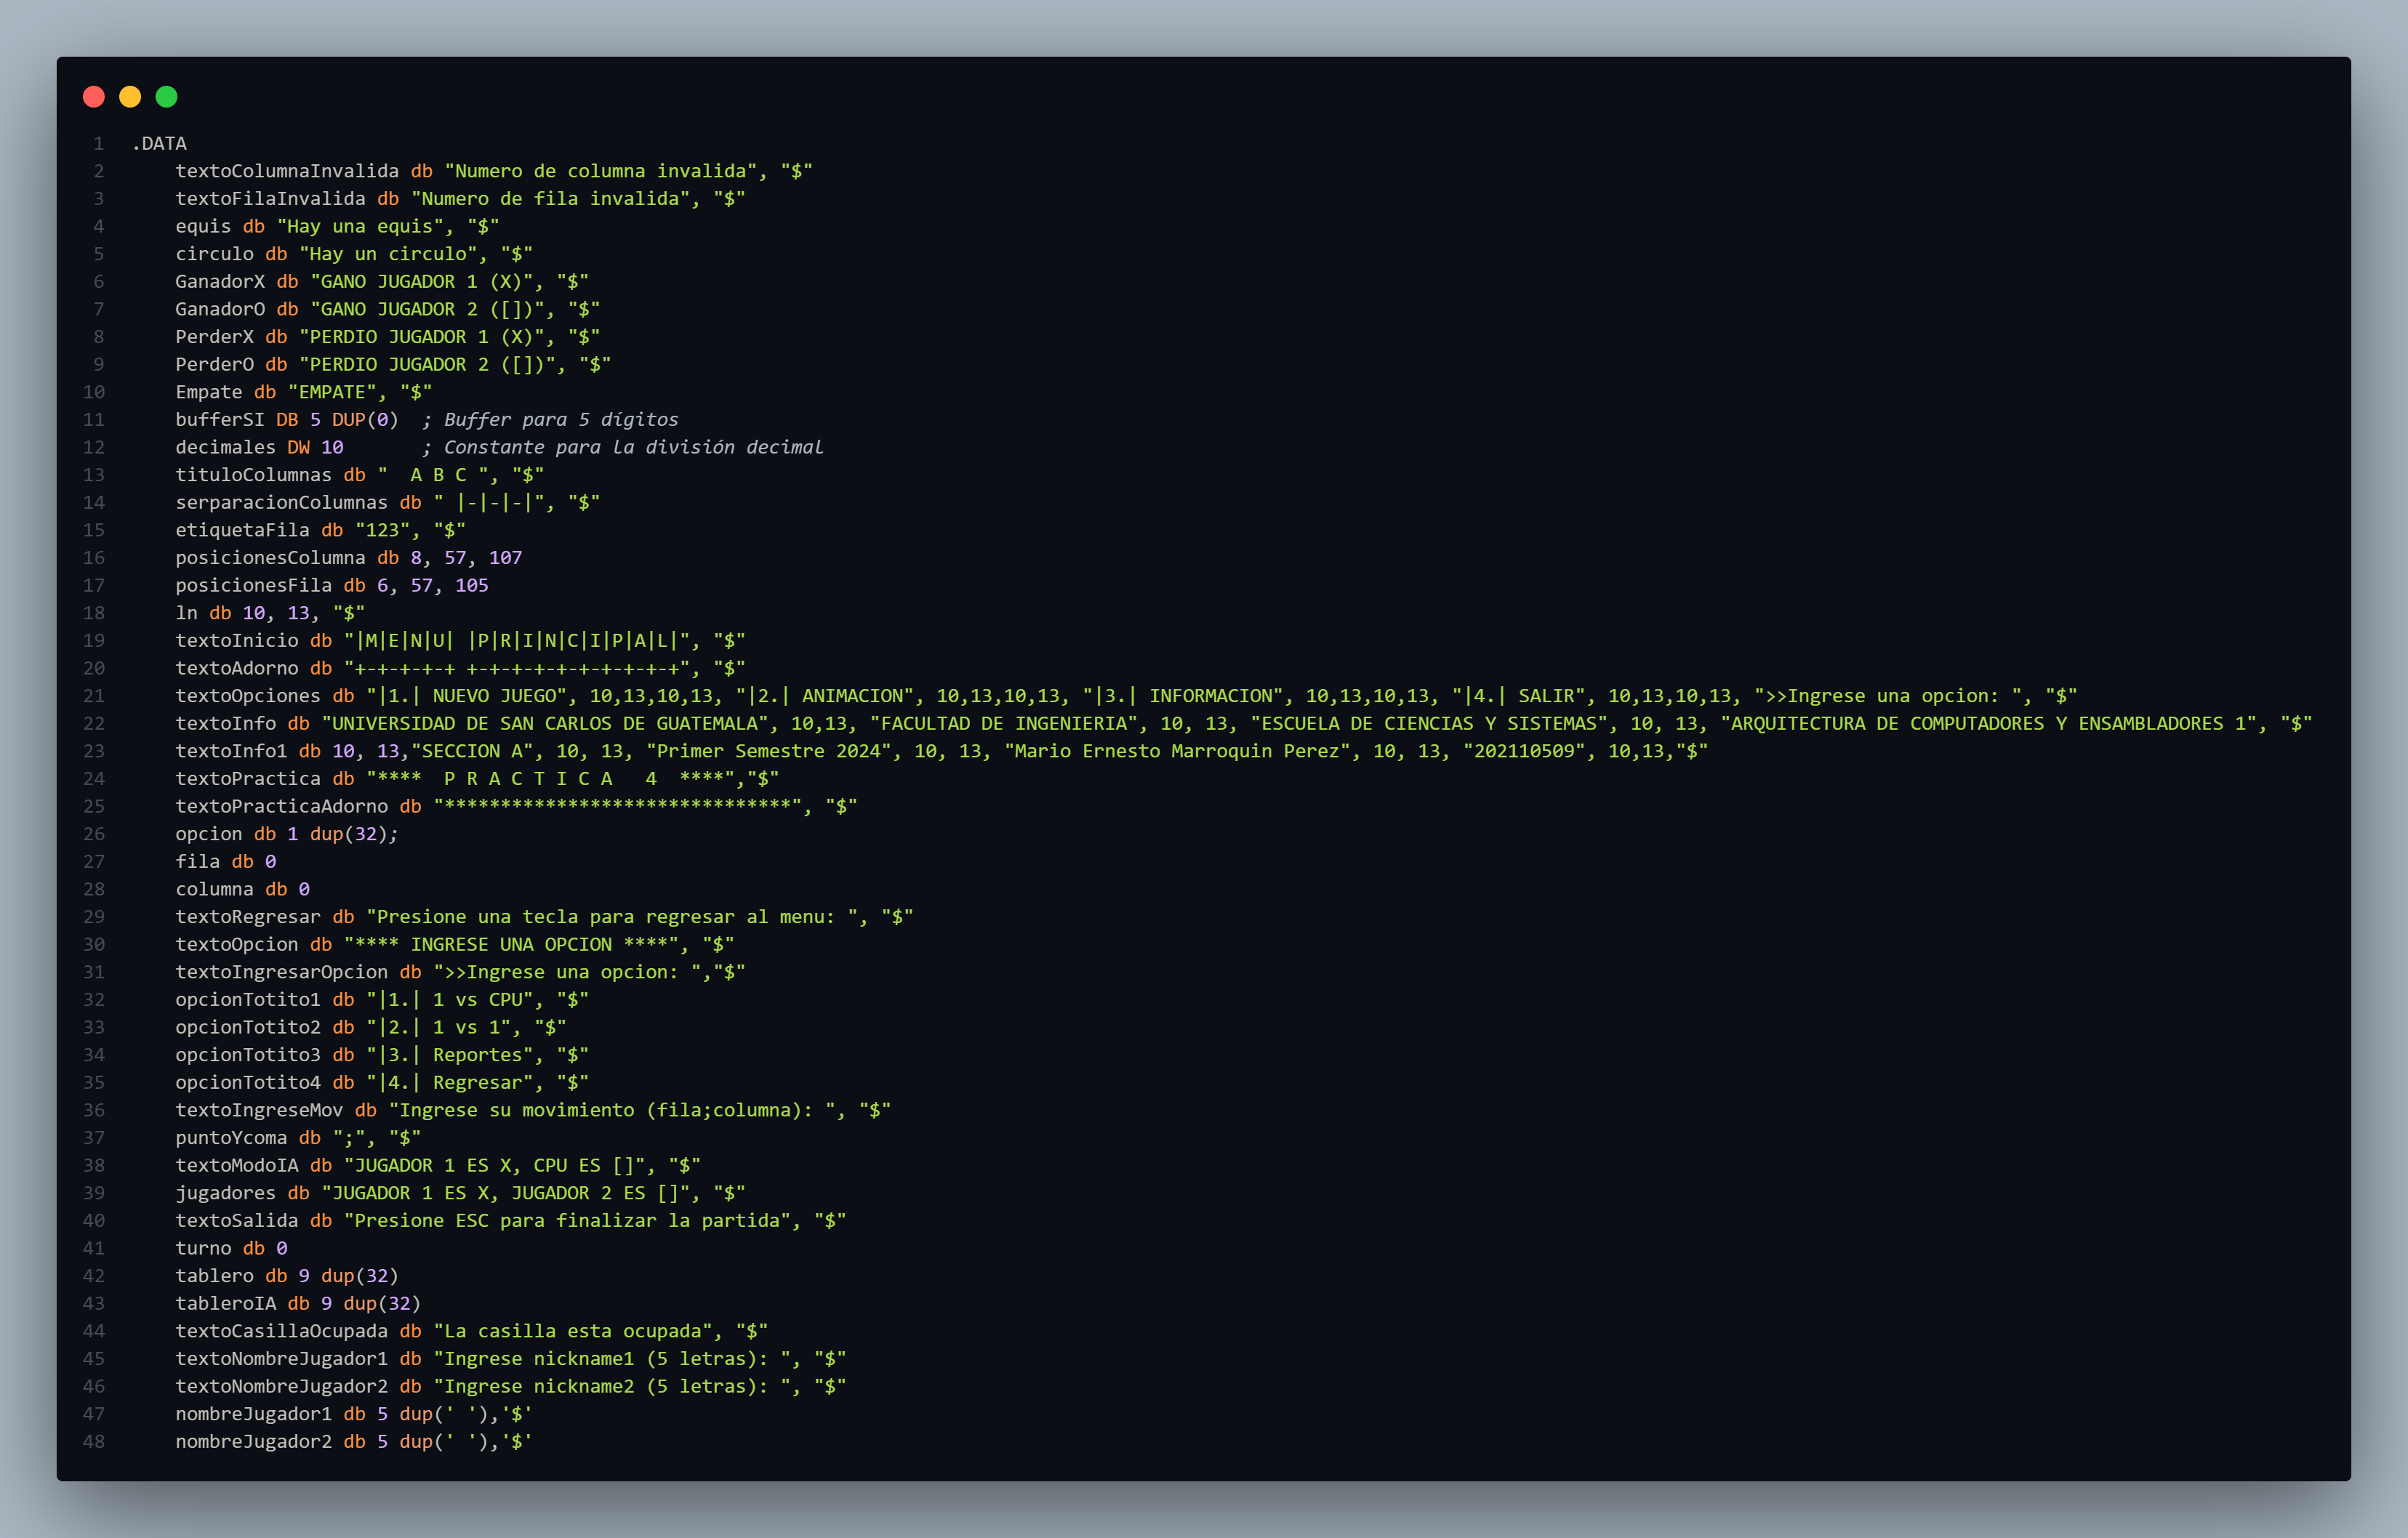 1 .DATA
2 textoColumnaInvalida db "Numero de columna invalida", "$"
3 textoFilaInvalida db "Numero de fila invalida", "$"
4 equis db "Hay una equis", "$"
5 circulo db "Hay un circulo", "$"
6 GanadorX db "GANO JUGADOR 1 (X)", "$"
7 GanadorO db "GANO JUGADOR 2 ([])", "$"
8 PerderX db "PERDIO JUGADOR 1 (X)", "$"
9 PerderO db "PERDIO JUGADOR 2 ([])", "$"
10 Empate db "EMPATE", "$"
11 bufferSI DB 5 DUP(0)  ; Buffer para 5 dígitos
12 decimales DW 10       ; Constante para la división decimal
13 tituloColumnas db "  A B C ", "$"
14 serparacionColumnas db " |-|-|-|", "$"
15 etiquetaFila db "123", "$"
16 posicionesColumna db 8, 57, 107
17 posicionesFila db 6, 57, 105
18 ln db 10, 13, "$"
19 textoInicio db "|M|E|N|U| |P|R|I|N|C|I|P|A|L|", "$"
20 textoAdorno db "+-+-+-+-+ +-+-+-+-+-+-+-+-+-+", "$"
21 textoOpciones db "|1.| NUEVO JUEGO", 10,13,10,13, "|2.| ANIMACION", 10,13,10,13, "|3.| INFORMACION", 10,13,10,13, "|4.| SALIR", 10,13,10,13, ">>Ingrese una opcion: ", "$"
22 textoInfo db "UNIVERSIDAD DE SAN CARLOS DE GUATEMALA", 10,13, "FACULTAD DE INGENIERIA", 10, 13, "ESCUELA DE CIENCIAS Y SISTEMAS", 10, 13, "ARQUITECTURA DE COMPUTADORES Y ENSAMBLADORES 1", "$"
23 textoInfo1 db 10, 13,"SECCION A", 10, 13, "Primer Semestre 2024", 10, 13, "Mario Ernesto Marroquin Perez", 10, 13, "202110509", 10,13,"$"
24 textoPractica db "****  P R A C T I C A   4  ****","$"
25 textoPracticaAdorno db "*******************************", "$"
26 opcion db 1 dup(32);
27 fila db 0
28 columna db 0
29 textoRegresar db "Presione una tecla para regresar al menu: ", "$"
30 textoOpcion db "**** INGRESE UNA OPCION ****", "$"
31 textoIngresarOpcion db ">>Ingrese una opcion: ","$"
32 opcionTotito1 db "|1.| 1 vs CPU", "$"
33 opcionTotito2 db "|2.| 1 vs 1", "$"
34 opcionTotito3 db "|3.| Reportes", "$"
35 opcionTotito4 db "|4.| Regresar", "$"
36 textoIngreseMov db "Ingrese su movimiento (fila;columna): ", "$"
37 puntoYcoma db ";", "$"
38 textoModoIA db "JUGADOR 1 ES X, CPU ES []", "$"
39 jugadores db "JUGADOR 1 ES X, JUGADOR 2 ES []", "$"
40 textoSalida db "Presione ESC para finalizar la partida", "$"
41 turno db 0
42 tablero db 9 dup(32)
43 tableroIA db 9 dup(32)
44 textoCasillaOcupada db "La casilla esta ocupada", "$"
45 textoNombreJugador1 db "Ingrese nickname1 (5 letras): ", "$"
46 textoNombreJugador2 db "Ingrese nickname2 (5 letras): ", "$"
47 nombreJugador1 db 5 dup(' '),'$'
48 nombreJugador2 db 5 dup(' '),'$'